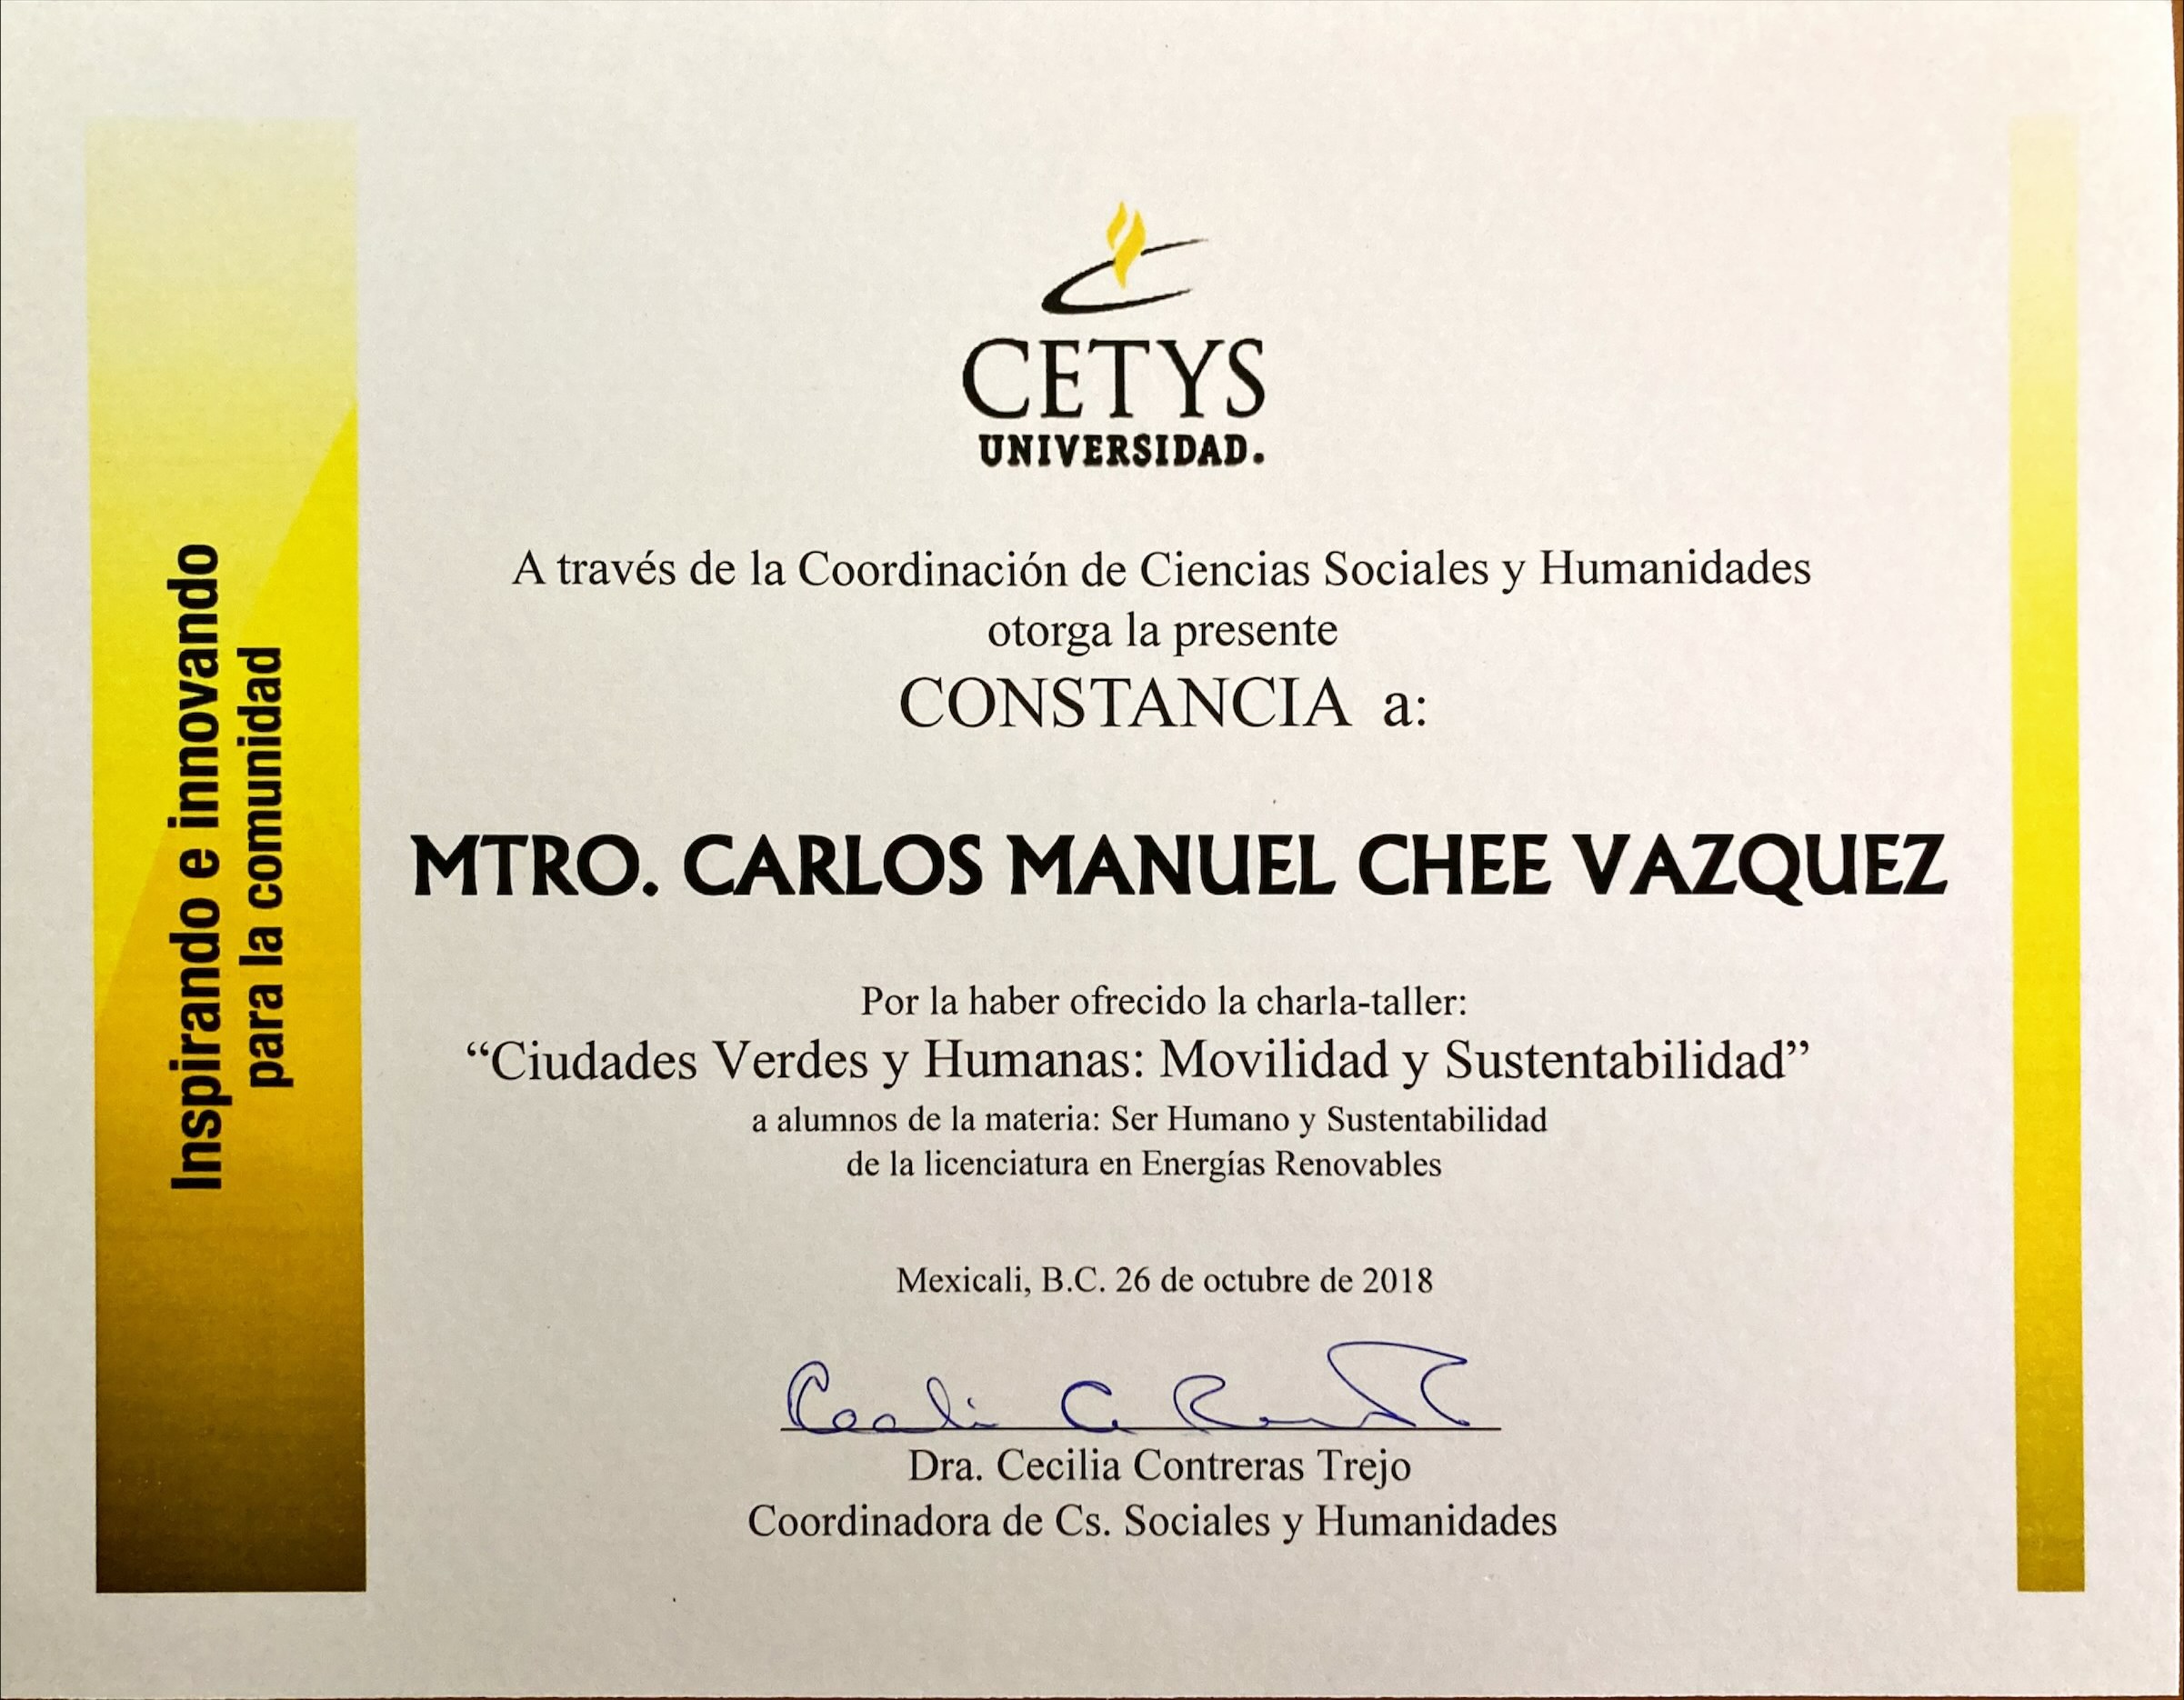 CETYS
UNIVERSIDAD.
A través de la Coordinación de Ciencias Sociales y Humanidades
otorga la presente
CONSTANCIA a:
MTRO. CARLOS MANUEL CHEE VAZQUEZ
Por la haber ofrecido la charla-taller:
“Ciudades Verdes y Humanas: Movilidad y Sustentabilidad”
a alumnos de la materia: Ser Humano y Sustentabilidad
de la licenciatura en Energías Renovables
Mexicali, B.C. 26 de octubre de 2018
Dra. Cecilia Contreras Trejo
Coordinadora de Cs. Sociales y Humanidades
Inspirando e innovando
para la comunidad